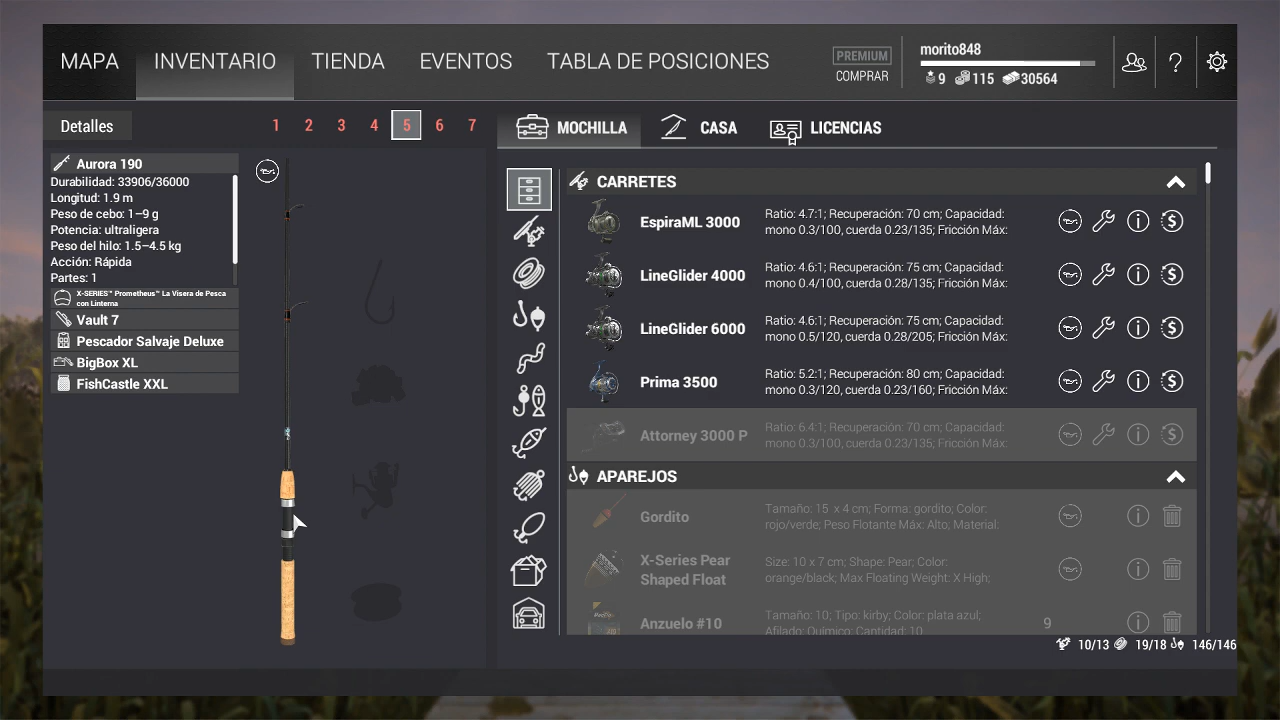 MAPA
INVENTARIO
TIENDA
EVENTOS
TABLA DE POSICIONES
PREMIUM
COMPRAR
morito848
9 115 30564
?
Detalles
1 2 3 4 5 6 7
MOCHILLA
CASA
LICENCIAS
Aurora 190
Durabilidad: 33906/36000
Longitud: 1.9 m
Peso de cebo: 1–9 g
Potencia: ultraligera
Peso del hilo: 1.5–4.5 kg
Acción: Rápida
Partes: 1
X-SERIES™ Prometheus™ La Visera de Pesca
con Linterna
Vault 7
Pescador Salvaje Deluxe
BigBox XL
FishCastle XXL
CARRETES
EspiraML 3000
Ratio: 4.7:1; Recuperación: 70 cm; Capacidad:
mono 0.3/100, cuerda 0.23/135; Fricción Máx:
LineGlider 4000
Ratio: 4.6:1; Recuperación: 75 cm; Capacidad:
mono 0.4/100, cuerda 0.28/135; Fricción Máx:
LineGlider 6000
Ratio: 4.6:1; Recuperación: 75 cm; Capacidad:
mono 0.5/120, cuerda 0.28/205; Fricción Máx:
Prima 3500
Ratio: 5.2:1; Recuperación: 80 cm; Capacidad:
mono 0.3/120, cuerda 0.23/160; Fricción Máx:
Attorney 3000 P
Ratio: 6.4:1; Recuperación: 70 cm; Capacidad:
mono 0.3/100, cuerda 0.23/135; Fricción Máx:
APAREJOS
Gordito
Tamaño: 15 x 4 cm; Forma: gordito; Color:
rojo/verde; Peso Flotante Máx: Alto; Material:
X-Series Pear
Shaped Float
Size: 10 x 7 cm; Shape: Pear; Color:
orange/black; Max Floating Weight: X High;
Anzuelo #10
Tamaño: 10; Tipo: kirby; Color: plata azul;
Afilado: Químico; Cantidad: 10
9
10/13 19/18 146/146